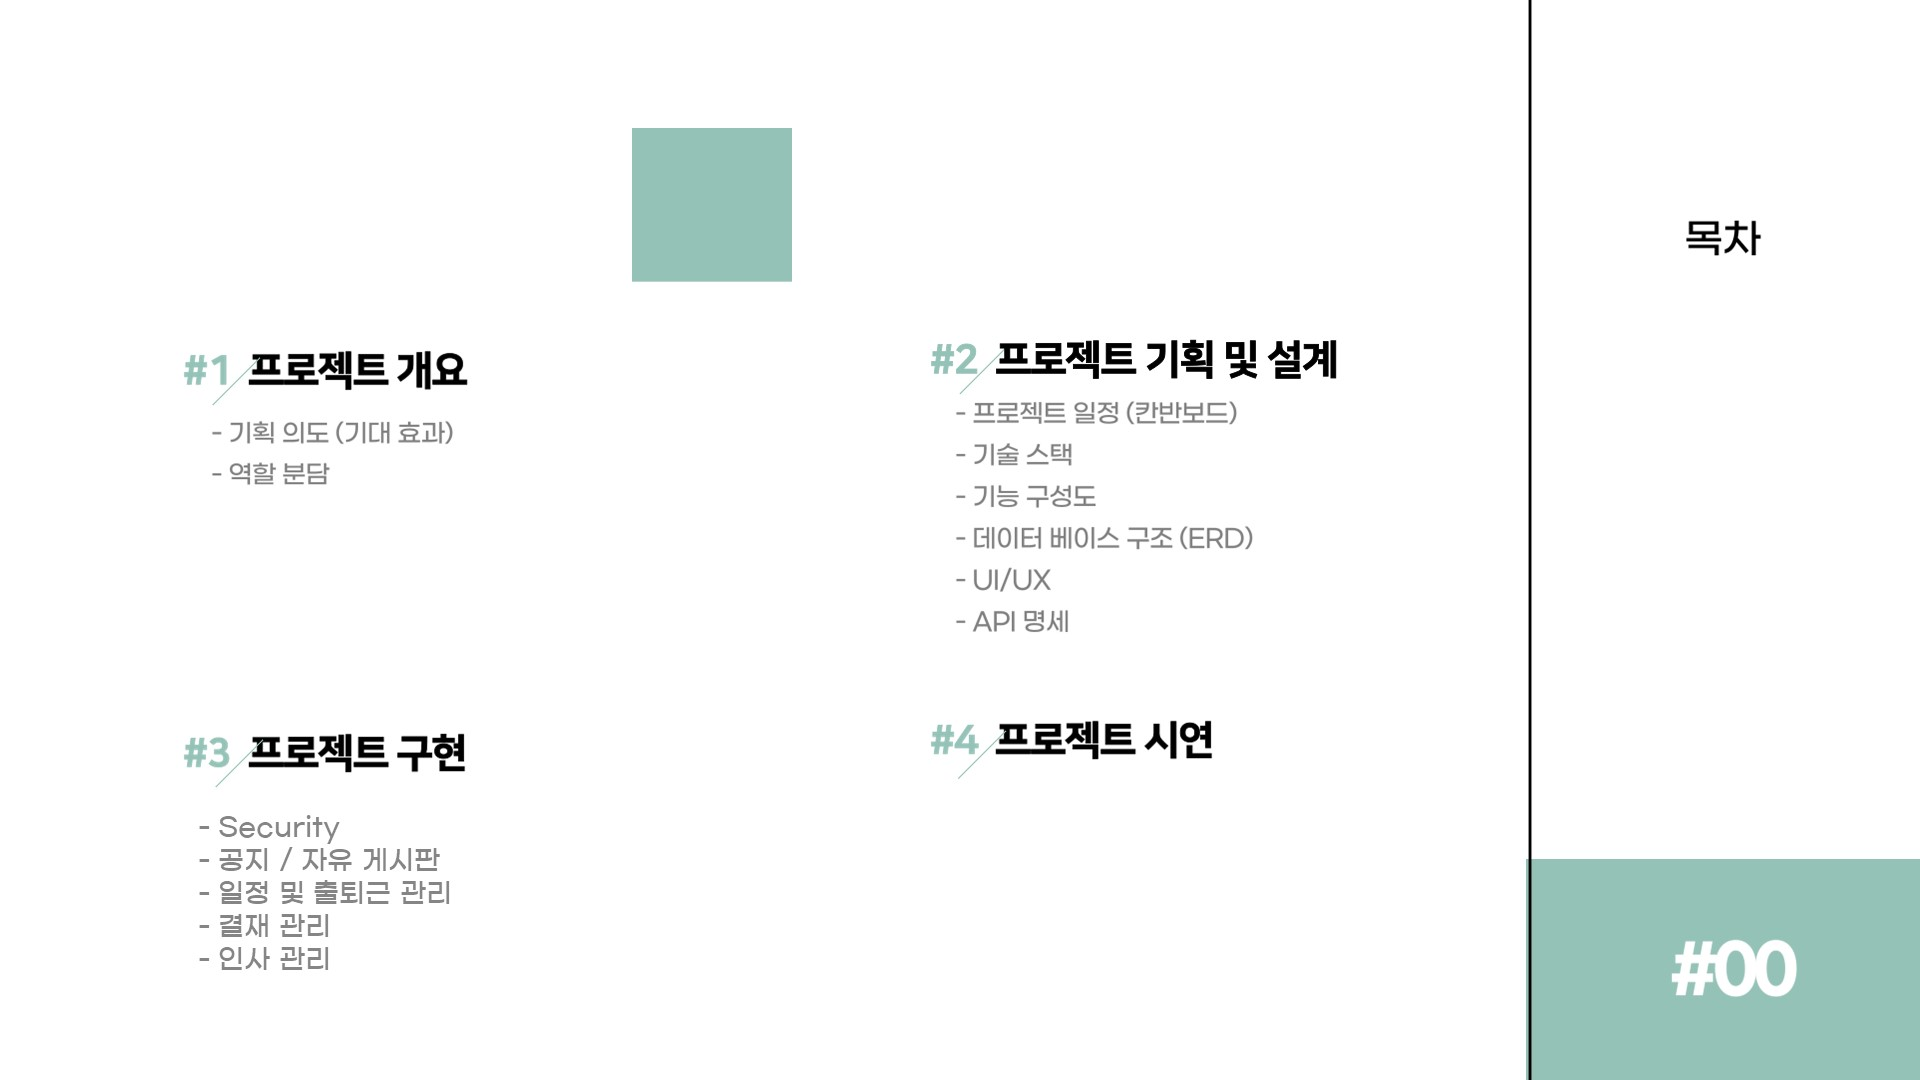 목차
#1 프로젝트 개요
- 기획 의도 (기대 효과)
- 역할 분담
#2 프로젝트 기획 및 설계
- 프로젝트 일정 (칸반보드)
- 기술 스택
- 기능 구성도
- 데이터 베이스 구조 (ERD)
- UI/UX
- API 명세
#3 프로젝트 구현
- Security
- 공지 / 자유 게시판
- 일정 및 출퇴근 관리
- 결재 관리
- 인사 관리
#4 프로젝트 시연
#00